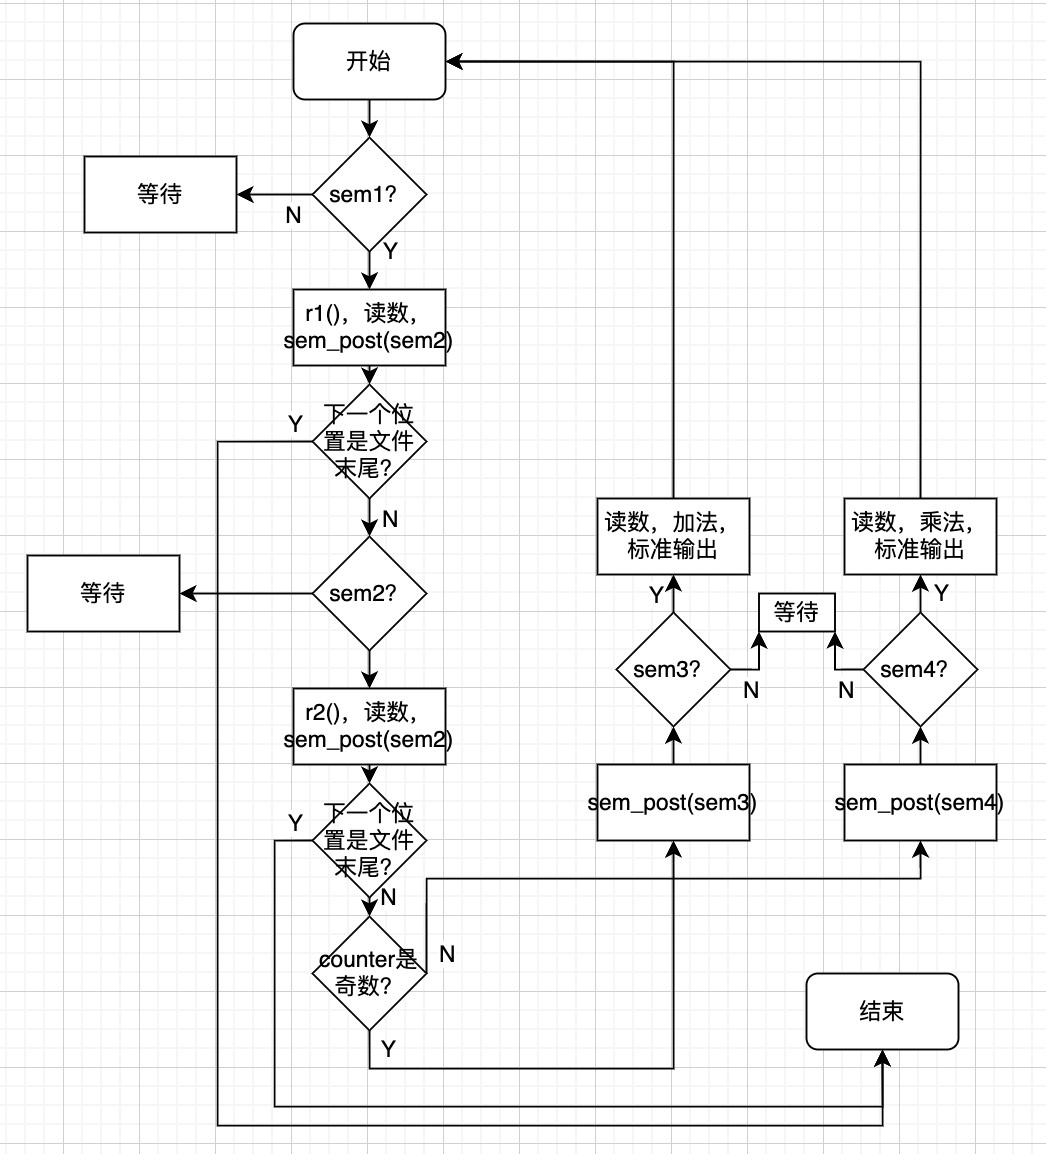 开始
sem1?
等待
N
Y
r1()，读数，
sem_post(sem2)
下一个位
置是文件
末尾?
Y
N
sem2?
等待
r2()，读数，
sem_post(sem2)
下一个位
置是文件
末尾?
Y
N
counter是
奇数?
N
Y
读数，加法，
标准输出
读数，乘法，
标准输出
Y
等待
Y
sem3?
N
sem4?
N
sem_post(sem3)
sem_post(sem4)
结束